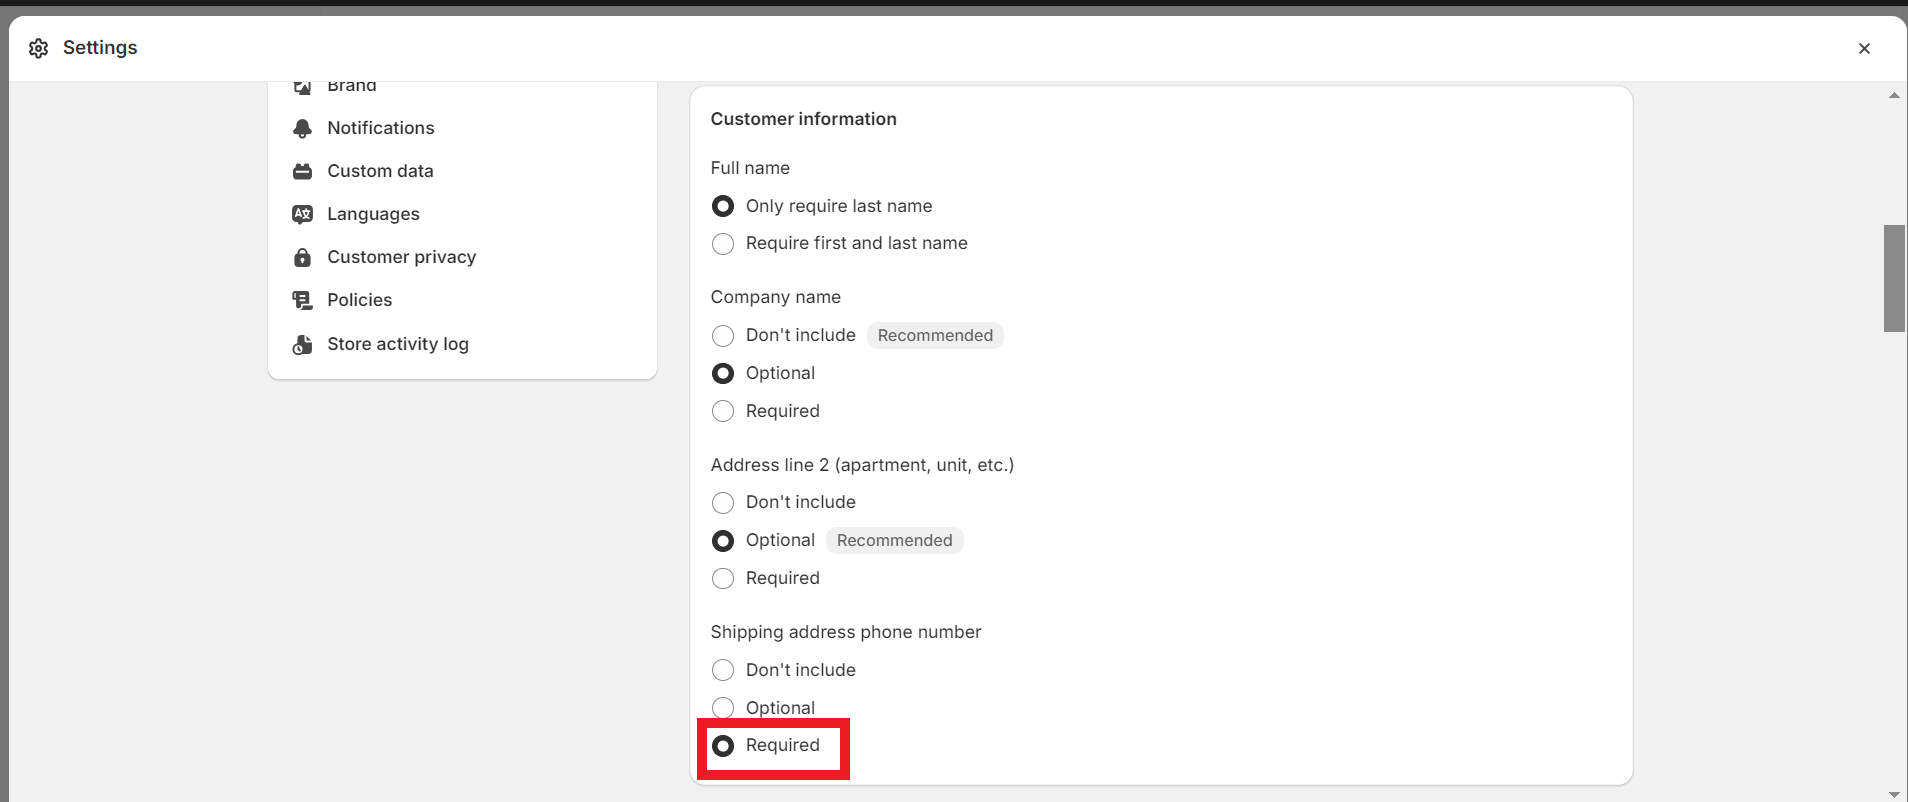 Settings
Brand
Notifications
Custom data
Languages
Customer privacy
Policies
Store activity log
Customer information
Full name
Only require last name
Require first and last name
Company name
Don't include Recommended
Optional
Required
Address line 2 (apartment, unit, etc.)
Don't include
Optional Recommended
Required
Shipping address phone number
Don't include
Optional
Required